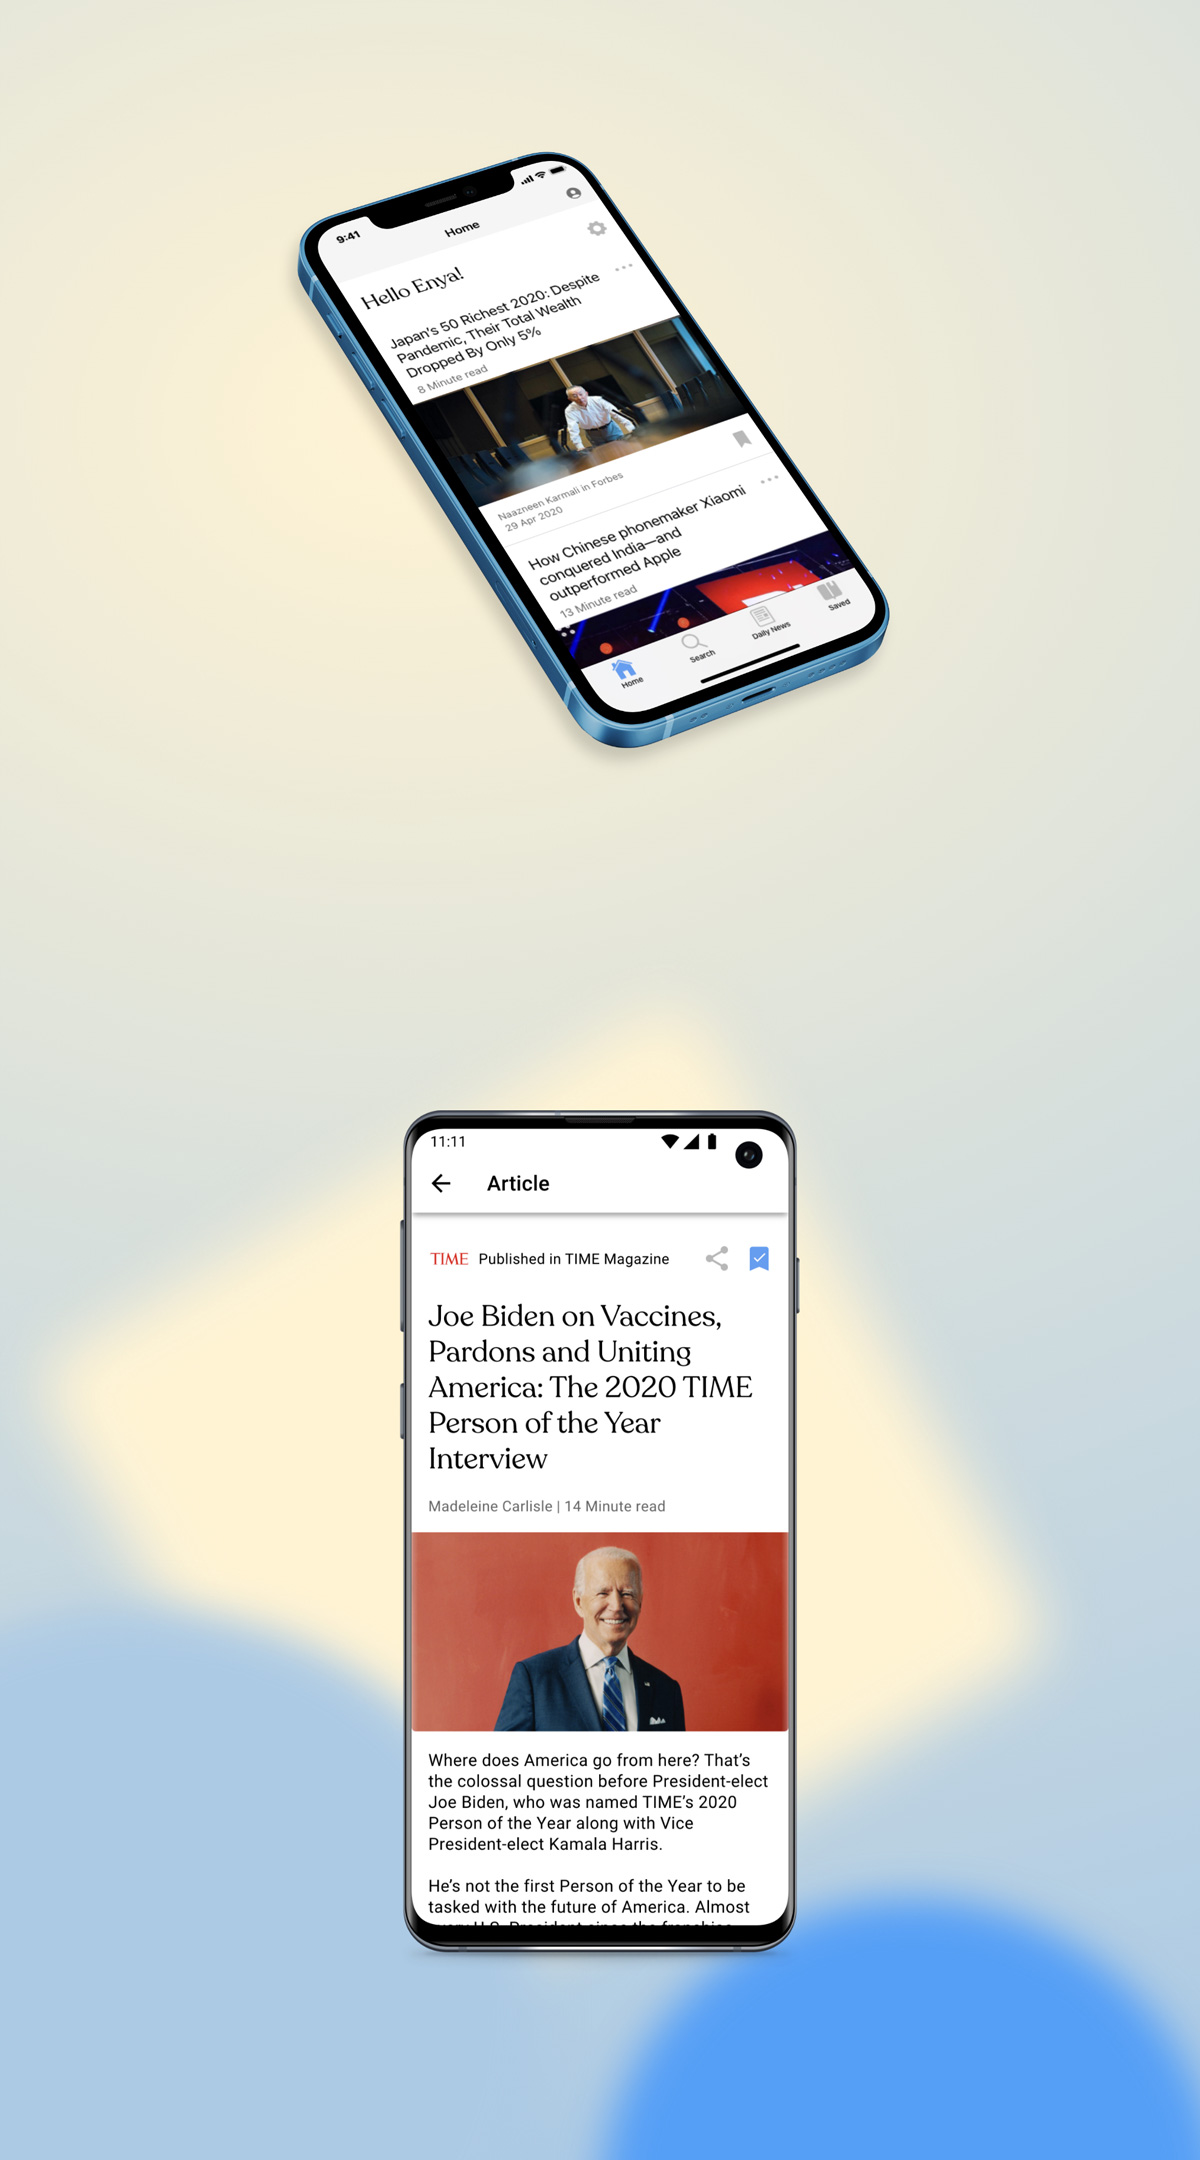 9:41
Home
Hello Enya!
Japan's 50 Richest 2020: Despite
Pandemic, Their Total Wealth
Dropped By Only 5%
8 Minute read
Naazneen Karmali in Forbes
29 Apr 2020
How Chinese phonemaker Xiaomi
conquered India—and
outperformed Apple
13 Minute read
Home
Search
Daily News
Saved
11:11
Article
TIME Published in TIME Magazine
Joe Biden on Vaccines,
Pardons and Uniting
America: The 2020 TIME
Person of the Year
Interview
Madeleine Carlisle | 14 Minute read
Where does America go from here? That’s
the colossal question before President-elect
Joe Biden, who was named TIME’s 2020
Person of the Year along with Vice
President-elect Kamala Harris.
He’s not the first Person of the Year to be
tasked with the future of America. Almost